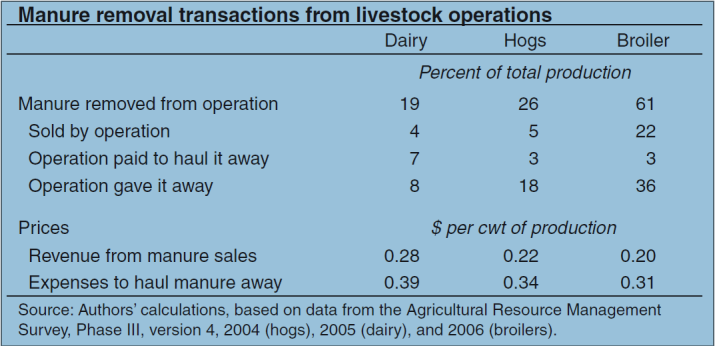 Manure removal transactions from livestock operations
Dairy Hogs Broiler
Percent of total production
Manure removed from operation 19 26 61
Sold by operation 4 5 22
Operation paid to haul it away 7 3 3
Operation gave it away 8 18 36
Prices $ per cwt of production
Revenue from manure sales 0.28 0.22 0.20
Expenses to haul manure away 0.39 0.34 0.31
Source: Authors’ calculations, based on data from the Agricultural Resource Management
Survey, Phase III, version 4, 2004 (hogs), 2005 (dairy), and 2006 (broilers).